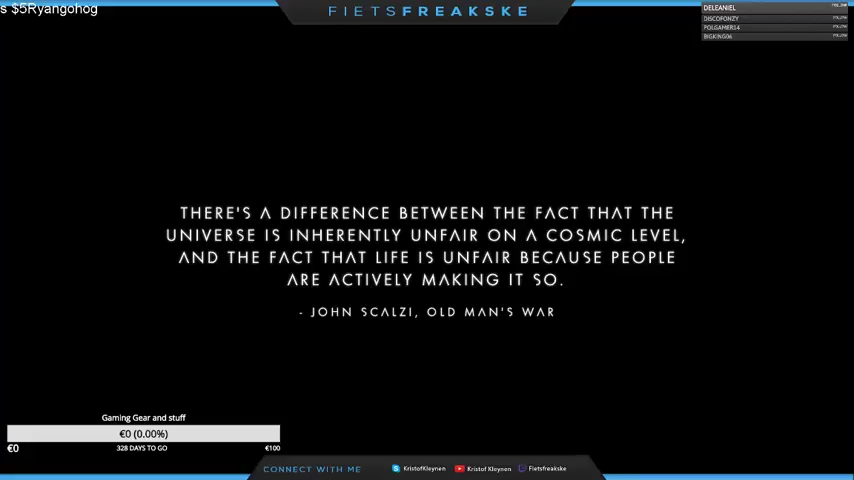 s $5Ryangohog
FIETSFREAKSKE
DELEANIEL
DISCOFONZY
POLGAMER14
BIGKING06
THERE'S A DIFFERENCE BETWEEN THE FACT THAT THE
UNIVERSE IS INHERENTLY UNFAIR ON A COSMIC LEVEL,
AND THE FACT THAT LIFE IS UNFAIR BECAUSE PEOPLE
ARE ACTIVELY MAKING IT SO.
- JOHN SCALZI, OLD MAN'S WAR
Gaming Gear and stuff
€0 (0.00%)
€0 328 DAYS TO GO €100
CONNECT WITH ME KristofKleynen Kristof Kleynen Fietsfreakske